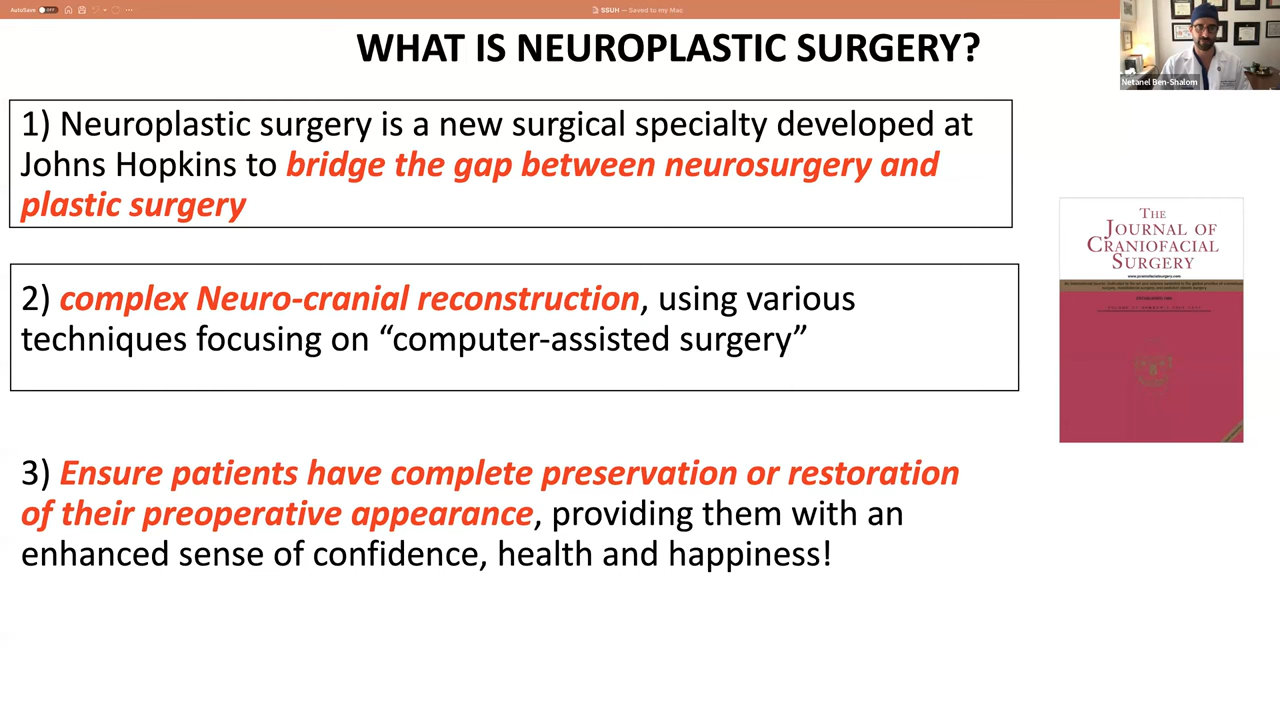 AutoSave OFF
SSUH — Saved to my Mac
WHAT IS NEUROPLASTIC SURGERY?
Netanel Ben-Shalom
1) Neuroplastic surgery is a new surgical specialty developed at
Johns Hopkins to bridge the gap between neurosurgery and
plastic surgery
2) complex Neuro-cranial reconstruction, using various
techniques focusing on “computer-assisted surgery”
3) Ensure patients have complete preservation or restoration
of their preoperative appearance, providing them with an
enhanced sense of confidence, health and happiness!
THE
JOURNAL OF
CRANIOFACIAL
SURGERY